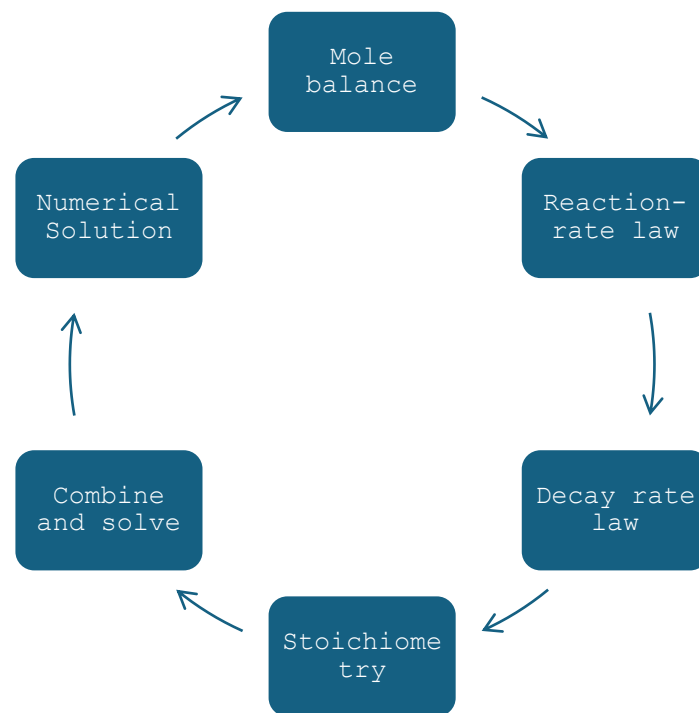 Mole
balance
Reaction-
rate law
Decay rate
law
Stoichiome
try
Combine
and solve
Numerical
Solution